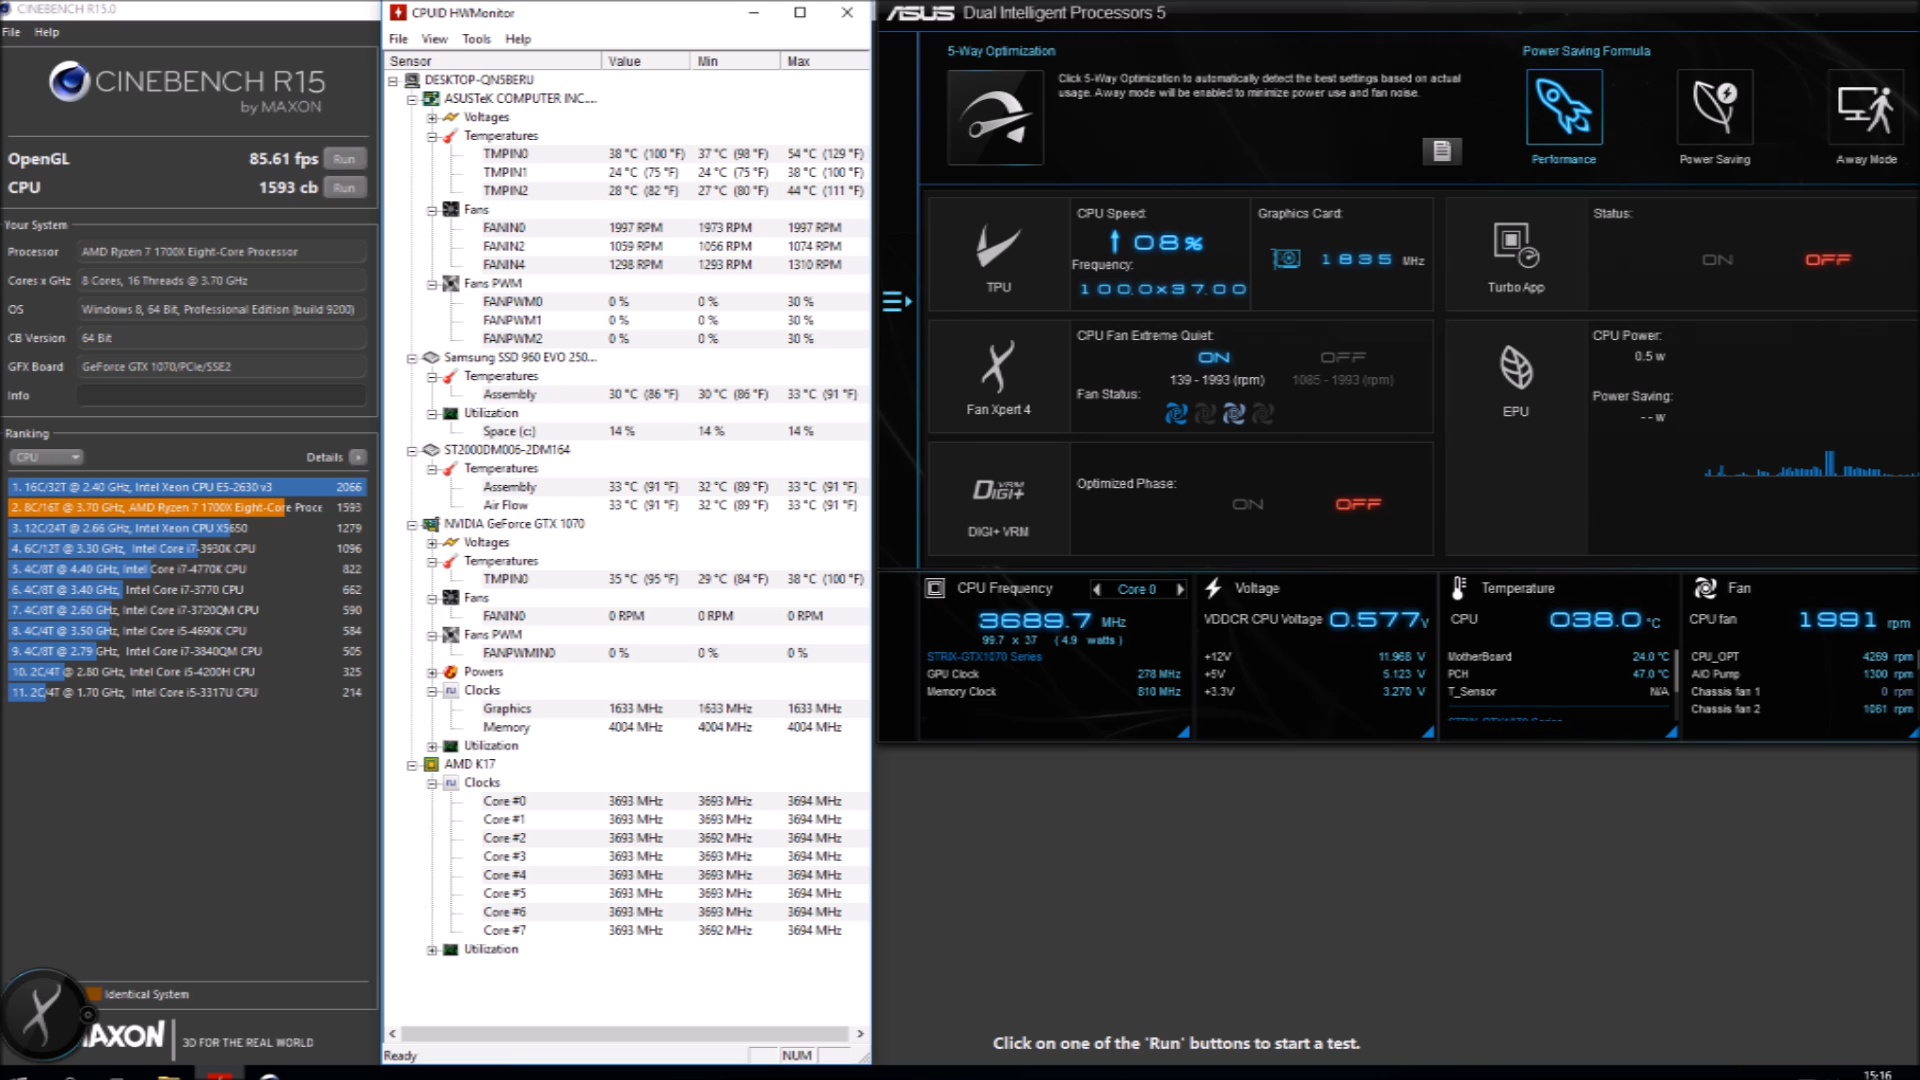 CINEBENCH R15.0
File Help
CINEBENCH R15
by MAXON
OpenGL 85.61 fps Run
CPU 1593 cb Run
Your System
Processor AMD Ryzen 7 1700X Eight-Core Processor
Cores x GHz 8 Cores, 16 Threads @ 3.70 GHz
OS Windows 8, 64 Bit, Professional Edition (build 9200)
CB Version 64 Bit
GFX Board GeForce GTX 1070/PCIe/SSE2
Info
Ranking
CPU Details
1. 16C/32T @ 2.40 GHz, Intel Xeon CPU E5-2630 v3 2066
2. 8C/16T @ 3.70 GHz, AMD Ryzen 7 1700X Eight-Core Proce 1593
3. 12C/24T @ 2.66 GHz, Intel Xeon CPU X5650 1279
4. 6C/12T @ 3.30 GHz, Intel Core i7-3930K CPU 1096
5. 4C/8T @ 4.40 GHz, Intel Core i7-4770K CPU 822
6. 4C/8T @ 3.40 GHz, Intel Core i7-3770 CPU 662
7. 4C/8T @ 2.60 GHz, Intel Core i7-3720QM CPU 590
8. 4C/4T @ 3.50 GHz, Intel Core i5-4690K CPU 584
9. 4C/8T @ 2.79 GHz, Intel Core i7-3840QM CPU 505
10. 2C/4T @ 2.80 GHz, Intel Core i5-4200H CPU 325
11. 2C/4T @ 1.70 GHz, Intel Core i5-3317U CPU 214
Identical System
MAXON 3D FOR THE REAL WORLD
CPUID HWMonitor
File View Tools Help
Sensor Value Min Max
DESKTOP-QN5BERU
ASUSTeK COMPUTER INC....
Voltages
Temperatures
TMPIN0 38 °C (100 °F) 37 °C (98 °F) 54 °C (129 °F)
TMPIN1 24 °C (75 °F) 24 °C (75 °F) 38 °C (100 °F)
TMPIN2 28 °C (82 °F) 27 °C (80 °F) 44 °C (111 °F)
Fans
FANIN0 1997 RPM 1973 RPM 1997 RPM
FANIN2 1059 RPM 1056 RPM 1074 RPM
FANIN4 1298 RPM 1293 RPM 1310 RPM
Fans PWM
FANPWM0 0 % 0 % 30 %
FANPWM1 0 % 0 % 30 %
FANPWM2 0 % 0 % 30 %
Samsung SSD 960 EVO 250...
Temperatures
Assembly 30 °C (86 °F) 30 °C (86 °F) 33 °C (91 °F)
Utilization
Space (c:) 14 % 14 % 14 %
ST2000DM006-2DM164
Temperatures
Assembly 33 °C (91 °F) 32 °C (89 °F) 33 °C (91 °F)
Air Flow 33 °C (91 °F) 32 °C (89 °F) 33 °C (91 °F)
NVIDIA GeForce GTX 1070
Voltages
Temperatures
TMPIN0 35 °C (95 °F) 29 °C (84 °F) 38 °C (100 °F)
Fans
FANIN0 0 RPM 0 RPM 0 RPM
Fans PWM
FANPWMIN0 0 % 0 % 0 %
Powers
Clocks
Graphics 1633 MHz 1633 MHz 1633 MHz
Memory 4004 MHz 4004 MHz 4004 MHz
Utilization
AMD K17
Clocks
Core #0 3693 MHz 3693 MHz 3694 MHz
Core #1 3693 MHz 3693 MHz 3694 MHz
Core #2 3693 MHz 3692 MHz 3694 MHz
Core #3 3693 MHz 3693 MHz 3694 MHz
Core #4 3693 MHz 3693 MHz 3694 MHz
Core #5 3693 MHz 3693 MHz 3694 MHz
Core #6 3693 MHz 3693 MHz 3694 MHz
Core #7 3693 MHz 3692 MHz 3694 MHz
Utilization
Ready NUM
ASUS Dual Intelligent Processors 5
5-Way Optimization
Click 5-Way Optimization to automatically detect the best settings based on actual
usage. Away mode will be enabled to minimize power use and fan noise.
Power Saving Formula
Performance Power Saving Away Mode
TPU
CPU Speed:
08%
Frequency:
100.0x37.00
Graphics Card:
1835 MHz
Turbo App
Status:
ON OFF
Fan Xpert 4
CPU Fan Extreme Quiet:
ON OFF
139 - 1993 (rpm) 1085 - 1993 (rpm)
Fan Status:
EPU
CPU Power:
0.5 w
Power Saving:
-- w
DIGI+ VRM
DIGI+ VRM
Optimized Phase:
ON OFF
CPU Frequency Core 0
3689.7 MHz
99.7 x 37 (4.9 watts)
STRIX-GTX1070 Series
GPU Clock 278 MHz
Memory Clock 810 MHz
Voltage
VDDCR CPU Voltage 0.577v
+12V 11.968 V
+5V 5.123 V
+3.3V 3.270 V
Temperature
CPU 038.0 °C
MotherBoard 24.0 °C
PCH 47.0 °C
T_Sensor N/A
Fan
CPU fan 1991 rpm
CPU_OPT 4269 rpm
AIO Pump 1300 rpm
Chassis fan 1 0 rpm
Chassis fan 2 1061 rpm
Click on one of the 'Run' buttons to start a test.
15:16